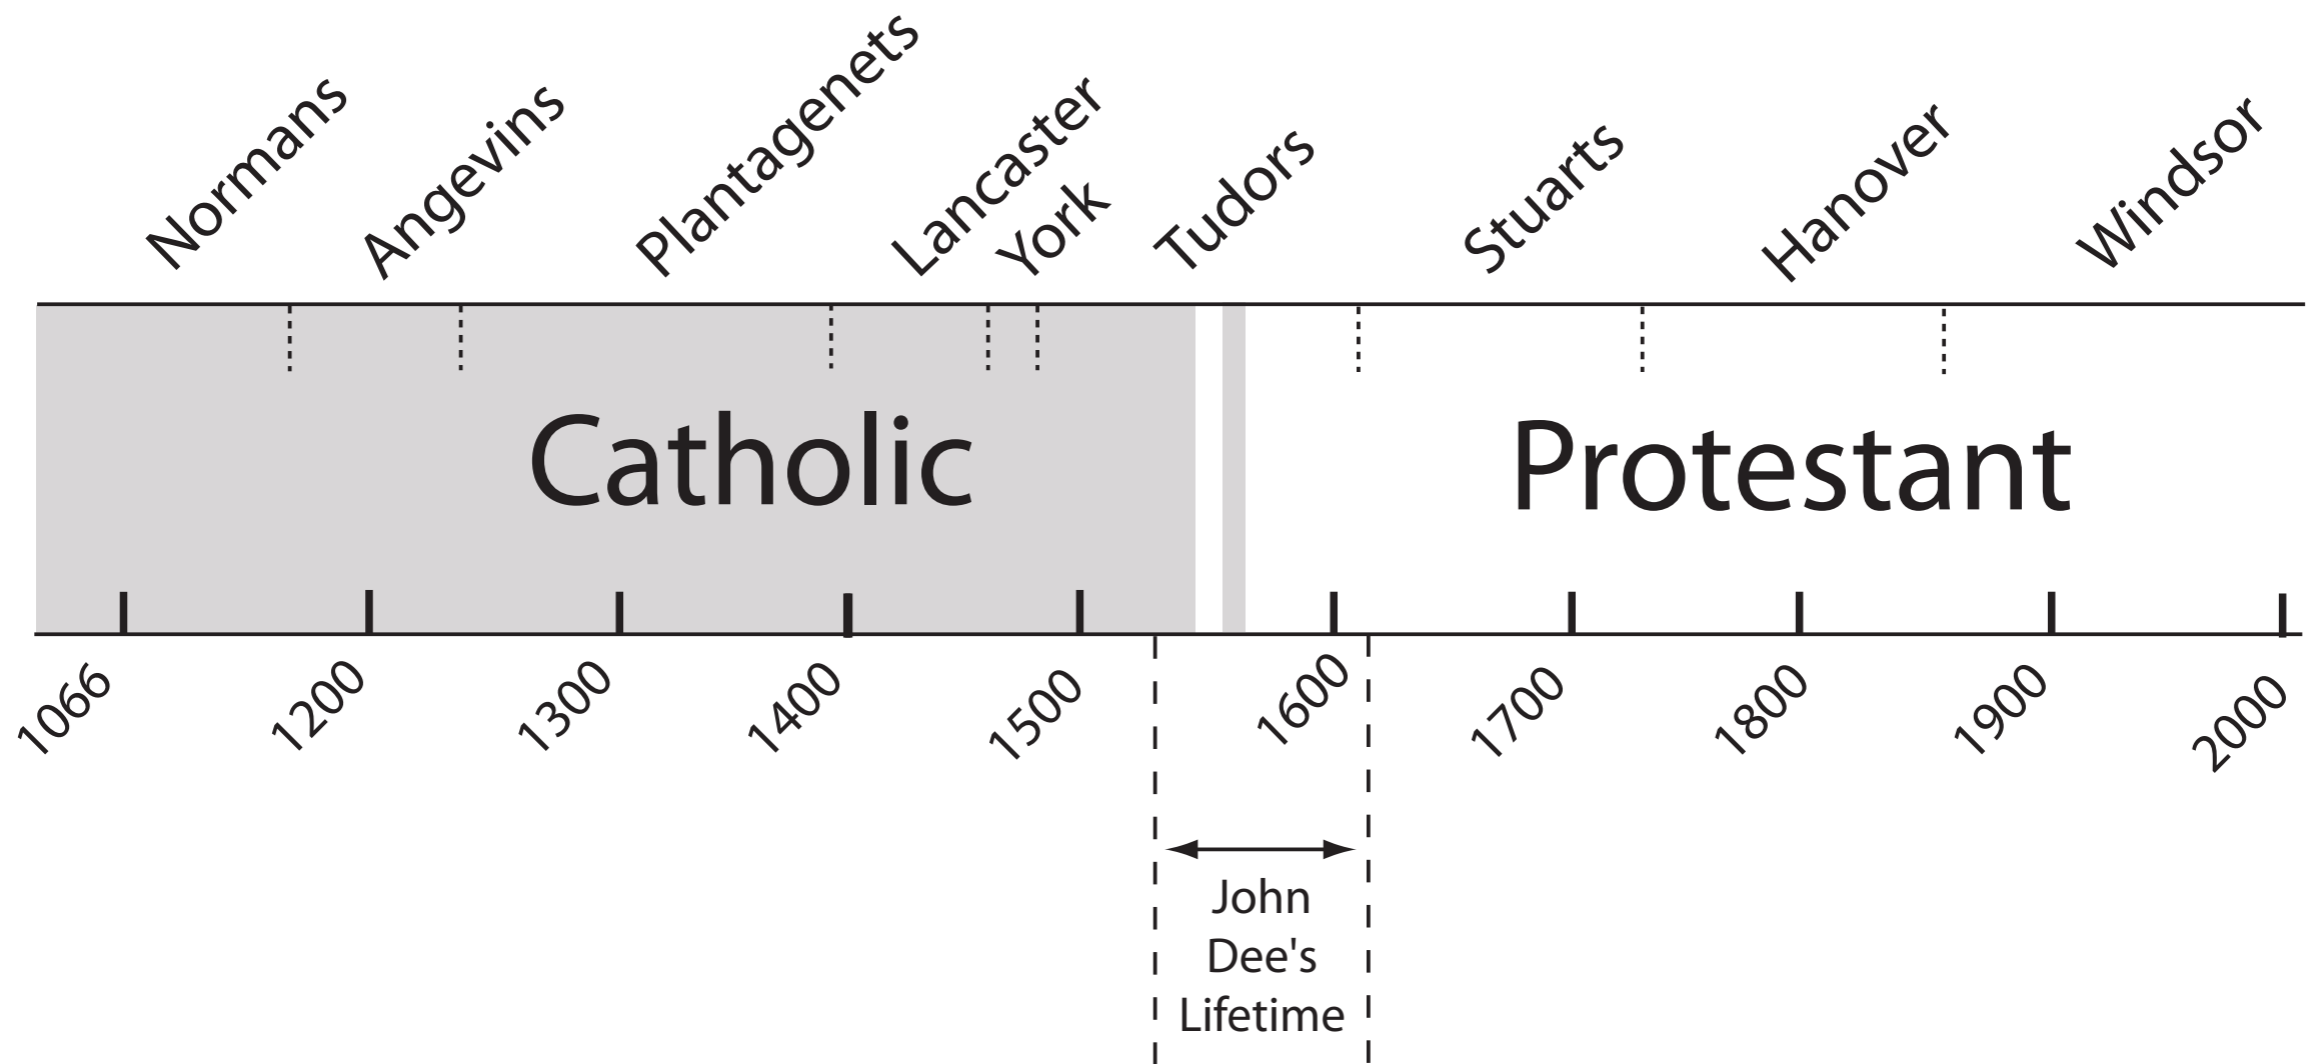 Normans
Angevins
Plantagenets
Lancaster
York
Tudors
Stuarts
Hanover
Windsor
Catholic
Protestant
1066
1200
1300
1400
1500
1600
1700
1800
1900
2000
John
Dee's
Lifetime